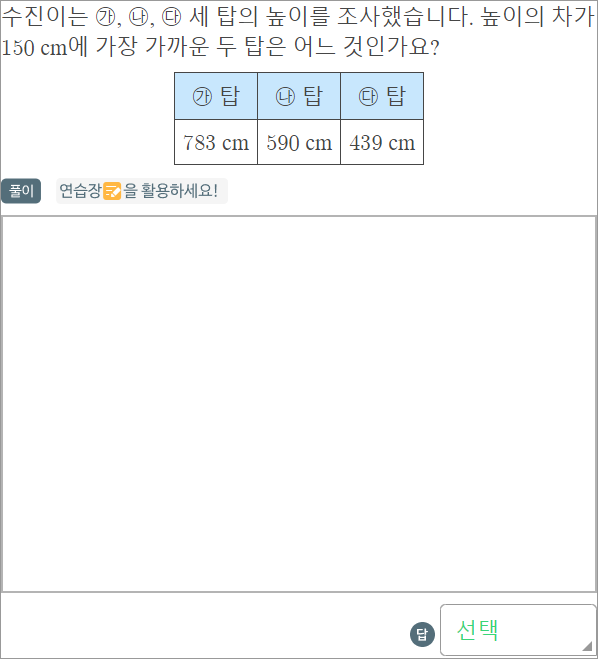 수진이는 ㉮, ㉯, ㉰ 세 탑의 높이를 조사했습니다. 높이의 차가
150 cm에 가장 가까운 두 탑은 어느 것인가요?
㉮ 탑 ㉯ 탑 ㉰ 탑
783 cm 590 cm 439 cm
풀이 연습장을 활용하세요!
답 선택